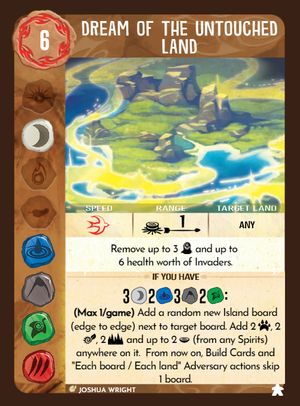 6
DREAM OF THE UNTOUCHED
LAND
SPEED
RANGE
TARGET LAND
1
ANY
Remove up to 3 and up to
6 health worth of Invaders.
IF YOU HAVE
3 2 3 2 :
(Max 1/game) Add a random new Island board
(edge to edge) next to target board. Add 2 , 2
, 2 and up to 2 (from any Spirits)
anywhere on it. From now on, Build Cards and
"Each board / Each land" Adversary actions skip
1 board.
JOSHUA WRIGHT